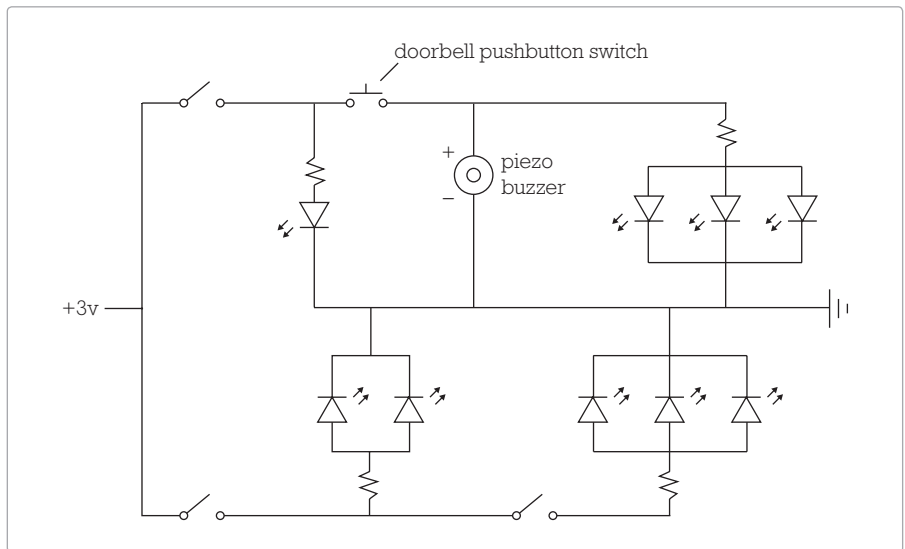 doorbell pushbutton switch
+
piezo
buzzer
−
+3v